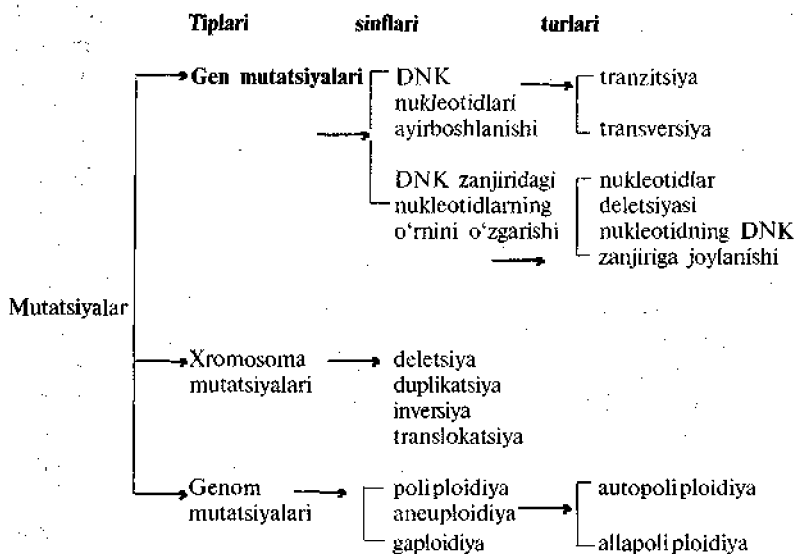 Tiplari sinflari turlari
Gen mutatsiyalari
DNK
nukleotidlari
ayirboshlanishi
tranzitsiya
transversiya
DNK zanjiridagi
nukleotidlarning
o‘rnini o‘zgarishi
nukleotidlar
deletsiyasi
nukleotidning DNK
zanjiriga joylanishi
Mutatsiyalar
Xromosoma
mutatsiyalari
deletsiya
duplikatsiya
inversiya
translokatsiya
Genom
mutatsiyalari
poliploidiya
aneuploidiya
gaploidiya
autopoliploidiya
allapoliploidiya